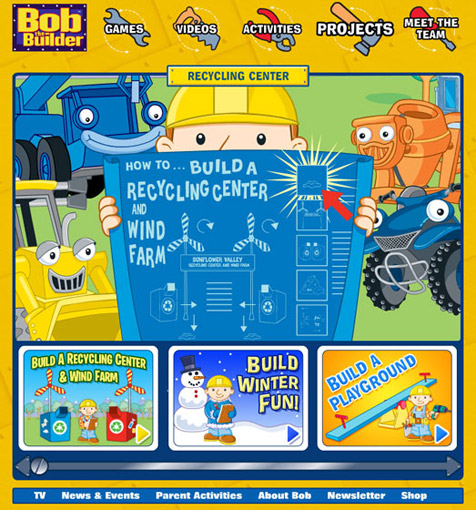 Bob
the
Builder
GAMES
VIDEOS
ACTIVITIES
PROJECTS
MEET THE
TEAM
RECYCLING CENTER
HOW TO ... BUILD A
RECYCLING CENTER
AND
WIND
FARM
SUNFLOWER VALLEY
RECYCLING CENTER AND WIND FARM
BUILD A RECYCLING CENTER
& WIND FARM
BUILD
WINTER
FUN!
BUILD A
PLAYGROUND
TV News & Events Parent Activities About Bob Newsletter Shop